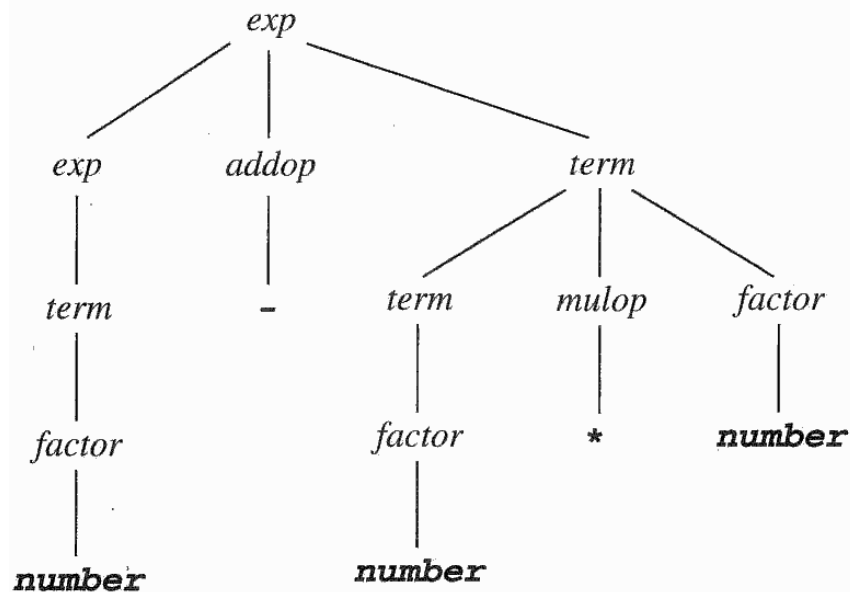 exp
exp addop term
term - term mulop factor
factor factor * number
number number